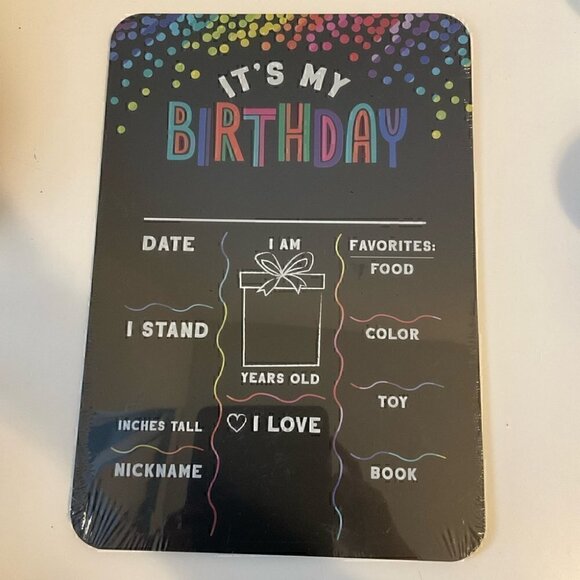 IT'S MY
BIRTHDAY
DATE
I STAND
INCHES TALL
NICKNAME
I AM
YEARS OLD
I LOVE
FAVORITES:
FOOD
COLOR
TOY
BOOK